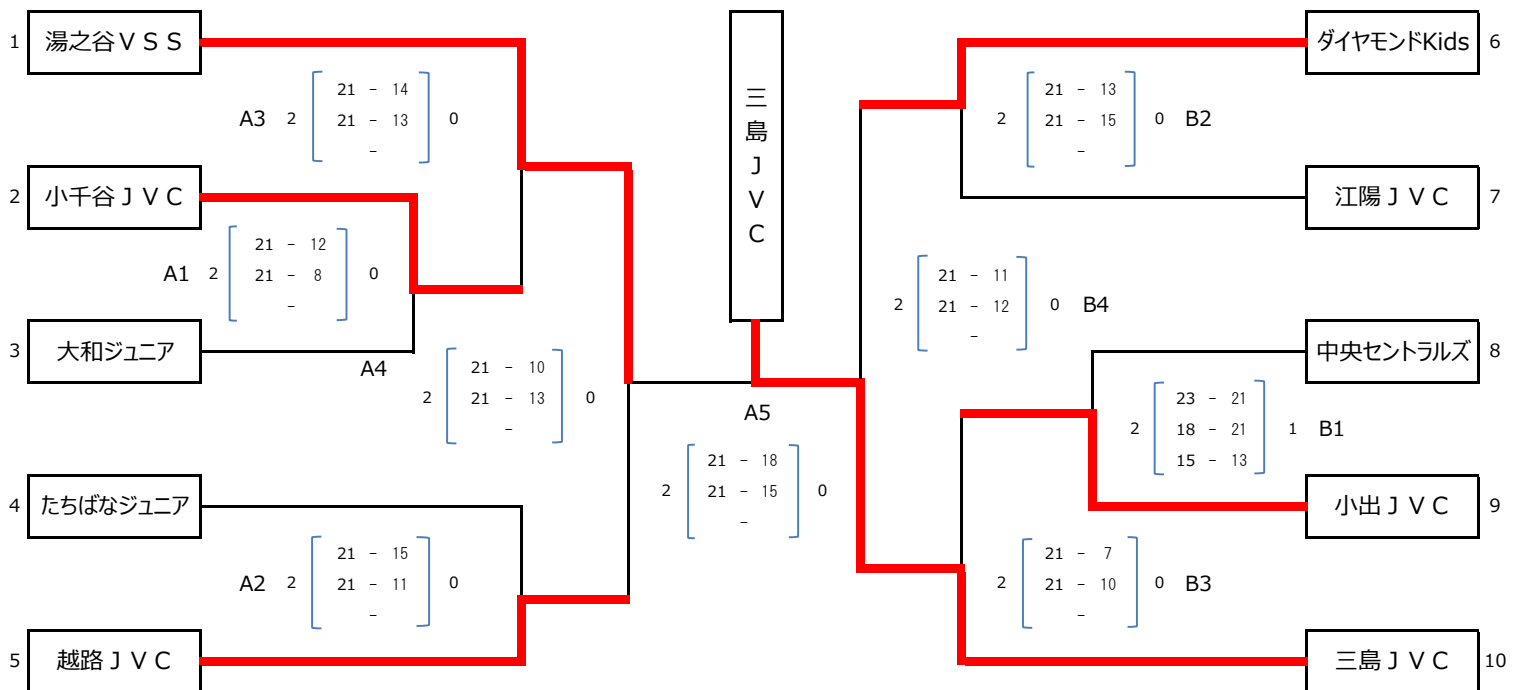 1 湯之谷ＶＳＳ
A3 2 21 - 14 0
21 - 13
-
2 小千谷ＪＶＣ
A1 2 21 - 12 0
21 - 8
-
3 大和ジュニア
A4
2 21 - 10 0
21 - 13
-
4 たちばなジュニア
A2 2 21 - 15 0
21 - 11
-
5 越路ＪＶＣ
三島ＪＶＣ
A5
2 21 - 18 0
21 - 15
-
ダイヤモンドKids 6
2 21 - 13 0 B2
21 - 15
-
江陽ＪＶＣ 7
2 21 - 11 0 B4
21 - 12
-
中央セントラルズ 8
23 - 21
2 18 - 21 1 B1
15 - 13
小出ＪＶＣ 9
2 21 - 7 0 B3
21 - 10
-
三島ＪＶＣ 10